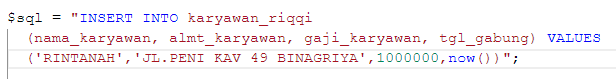 $sql = "INSERT INTO karyawan_riqqi
(nama_karyawan, almt_karyawan, gaji_karyawan, tgl_gabung) VALUES
('RINTANAH','JL.PENI KAV 49 BINAGRIYA',1000000,now())";